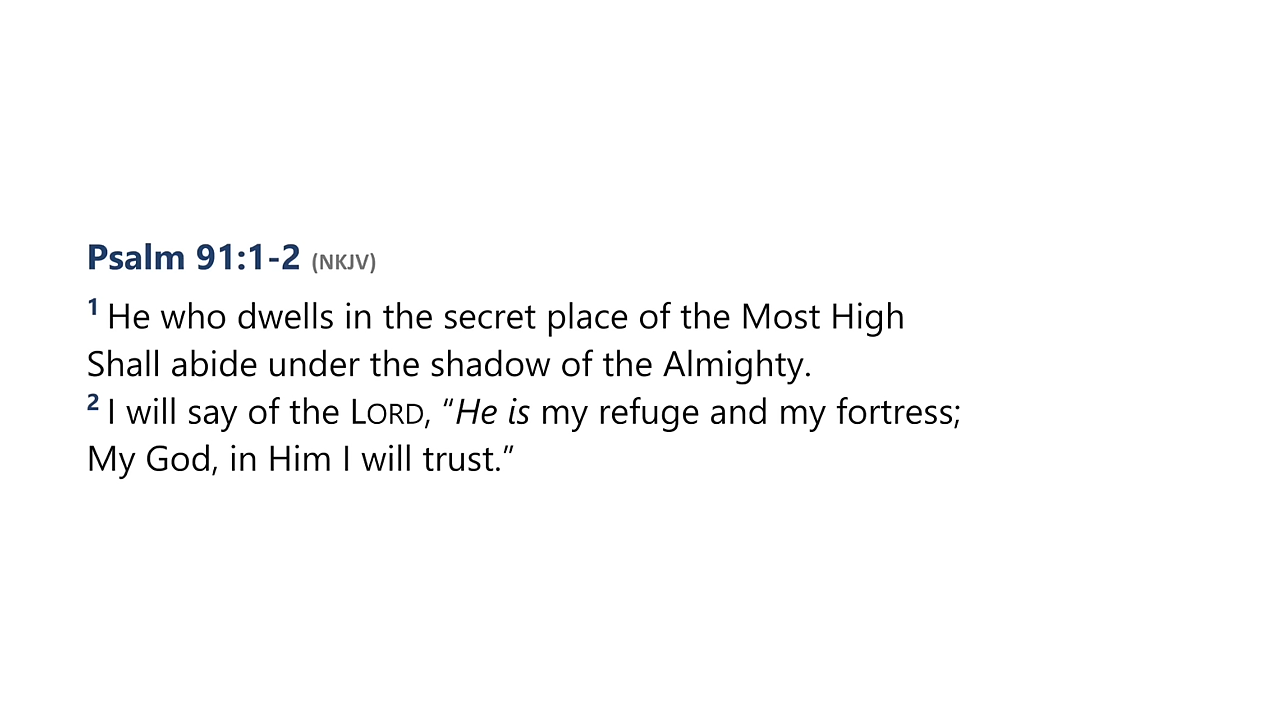 Psalm 91:1-2 (NKJV)
1 He who dwells in the secret place of the Most High
Shall abide under the shadow of the Almighty.
2 I will say of the LORD, “He is my refuge and my fortress;
My God, in Him I will trust.”